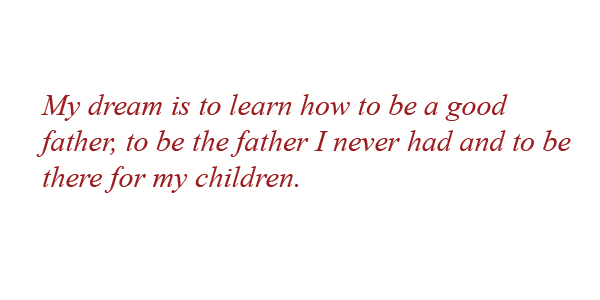 My dream is to learn how to be a good
father, to be the father I never had and to be
there for my children.